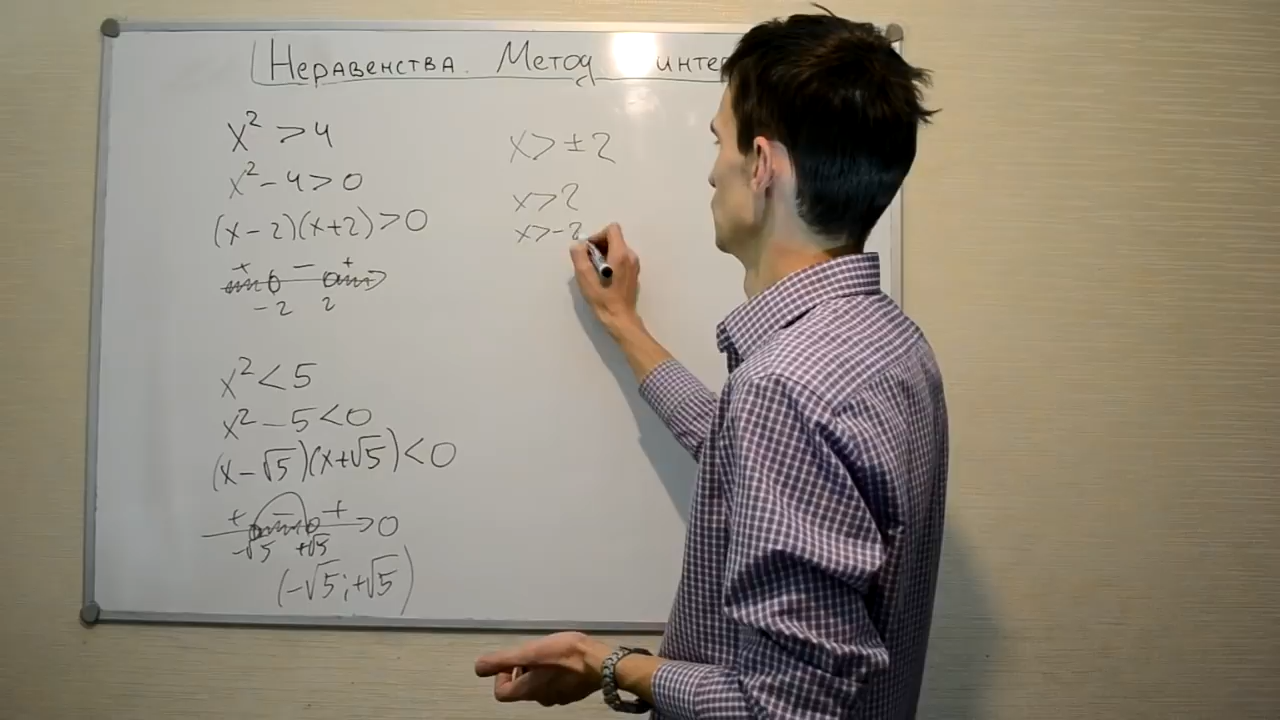 Неравенства. Метод интер
x² > 4
x² - 4 > 0
(x - 2)(x + 2) > 0
+ - +
-2 2
x² < 5
x² - 5 < 0
(x - √5)(x + √5) < 0
+ - + > 0
-√5 +√5
(-√5; +√5)
x > ± 2
x > 2
x > -2